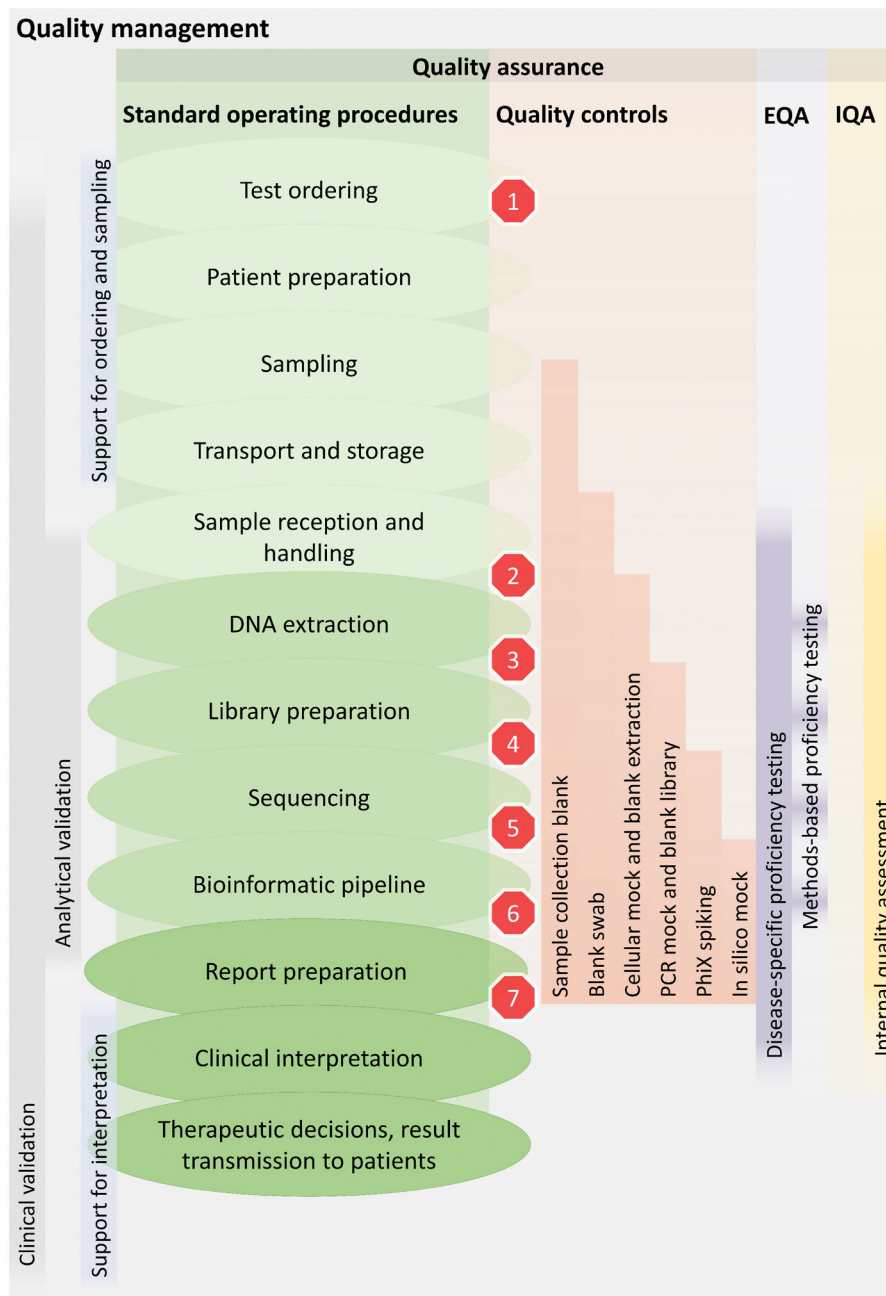 Quality management
Quality assurance
Standard operating procedures
Quality controls
EQA
IQA
Support for ordering and sampling
Test ordering
1
Patient preparation
Sampling
Transport and storage
Sample reception and
handling
2
DNA extraction
3
Library preparation
4
Sequencing
5
Bioinformatic pipeline
6
Report preparation
7
Clinical interpretation
Therapeutic decisions, result
transmission to patients
Clinical validation
Analytical validation
Support for interpretation
Sample collection blank
Blank swab
Cellular mock and blank extraction
PCR mock and blank library
PhiX spiking
In silico mock
Disease-specific proficiency testing
Methods-based proficiency testing
Internal quality assessment